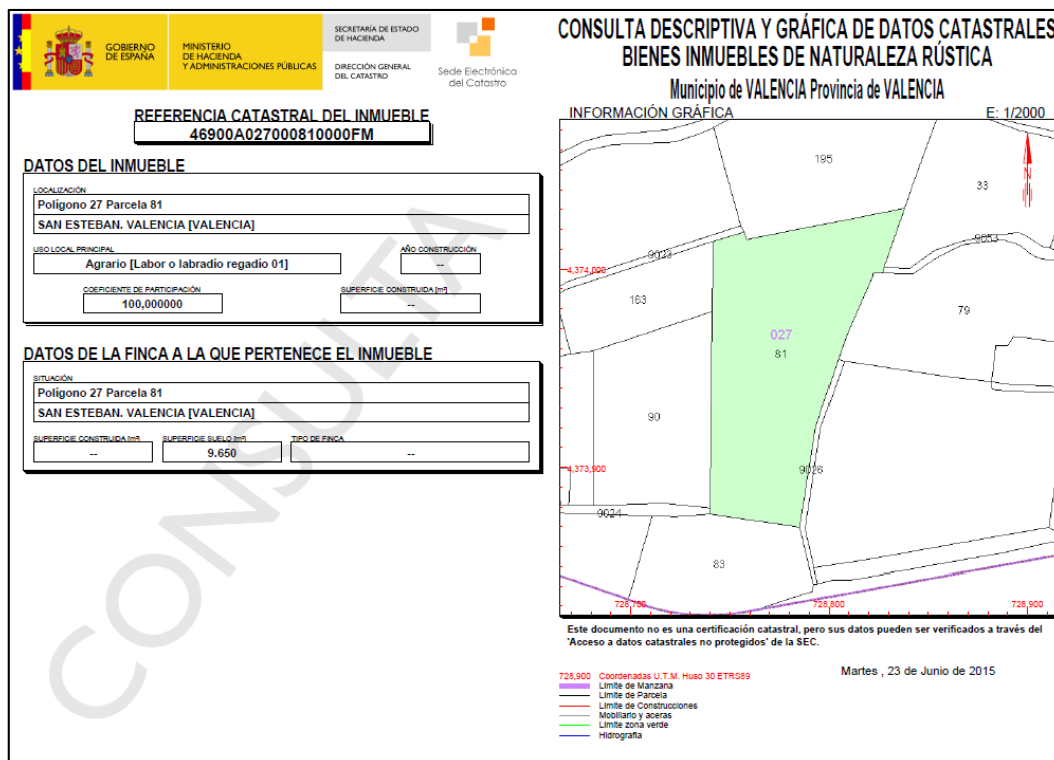 GOBIERNO
DE ESPAÑA
MINISTERIO
DE HACIENDA
Y ADMINISTRACIONES PÚBLICAS
SECRETARÍA DE ESTADO
DE HACIENDA
DIRECCIÓN GENERAL
DEL CATASTRO
Sede Electrónica
del Catastro
CONSULTA DESCRIPTIVA Y GRÁFICA DE DATOS CATASTRALES
BIENES INMUEBLES DE NATURALEZA RÚSTICA
Municipio de VALENCIA Provincia de VALENCIA
REFERENCIA CATASTRAL DEL INMUEBLE
46900A027000810000FM
DATOS DEL INMUEBLE
LOCALIZACIÓN
Polígono 27 Parcela 81
SAN ESTEBAN. VALENCIA [VALENCIA]
USO LOCAL PRINCIPAL
Agrario [Labor o labradío regadío 01]
AÑO CONSTRUCCIÓN
--
COEFICIENTE DE PARTICIPACIÓN
100,000000
SUPERFICIE CONSTRUIDA [m²]
--
DATOS DE LA FINCA A LA QUE PERTENECE EL INMUEBLE
SITUACIÓN
Polígono 27 Parcela 81
SAN ESTEBAN. VALENCIA [VALENCIA]
SUPERFICIE CONSTRUIDA [m²]
--
SUPERFICIE SUELO [m²]
9.650
TIPO DE FINCA
--
CONSULTA
INFORMACIÓN GRÁFICA
E: 1/2000
195
33
N
9023
9053
4,374,000
163
79
027
81
90
4,373,900
9026
9024
83
728,700
728,800
728,900
Este documento no es una certificación catastral, pero sus datos pueden ser verificados a través del
'Acceso a datos catastrales no protegidos' de la SEC.
728,900 Coordenadas U.T.M. Huso 30 ETRS89
Límite de Manzana
Límite de Parcela
Límite de Construcciones
Mobiliario y aceras
Límite zona verde
Hidrografía
Martes , 23 de Junio de 2015